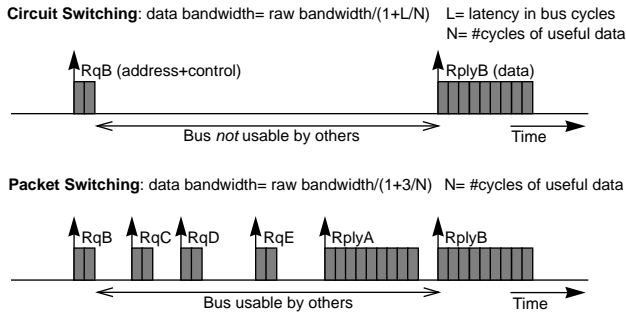 Circuit Switching: data bandwidth= raw bandwidth/(1+L/N) L= latency in bus cycles
N= #cycles of useful data
RqB (address+control) RplyB (data)
Bus not usable by others
Time
Packet Switching: data bandwidth= raw bandwidth/(1+3/N) N= #cycles of useful data
RqB RqC RqD RqE RplyA RplyB
Bus usable by others
Time